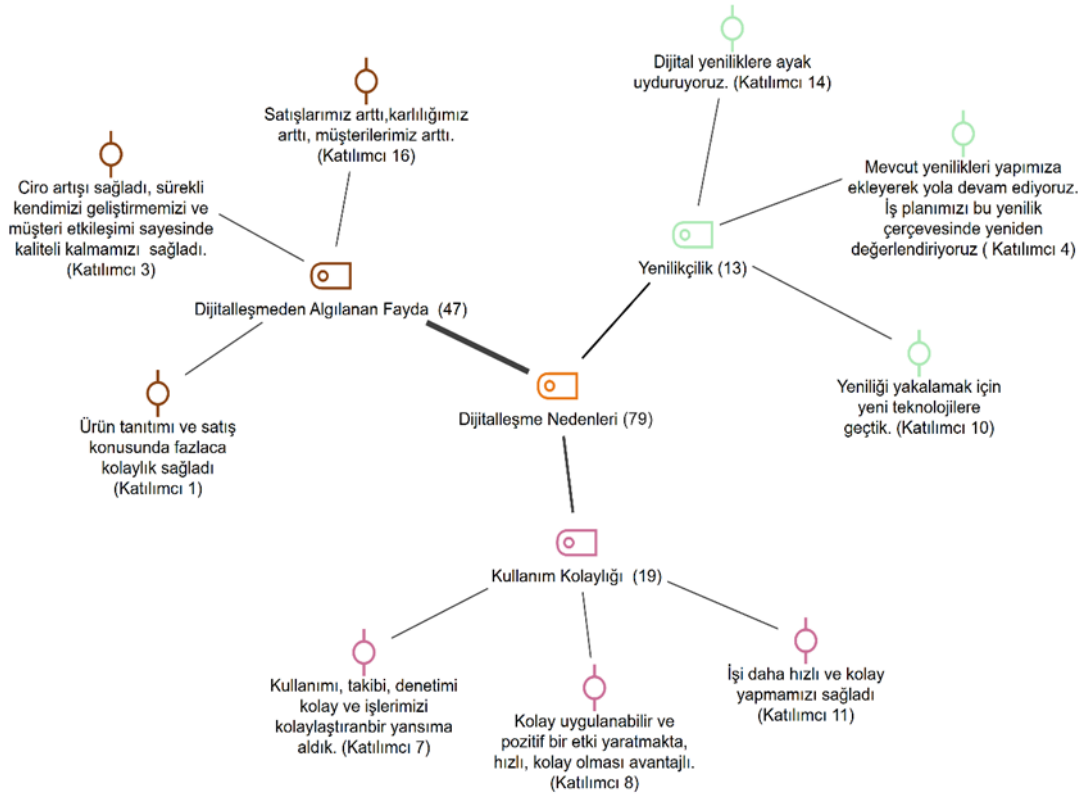 Dijital yeniliklere ayak
uyduruyoruz. (Katılımcı 14)
Satışlarımız arttı,karlılığımız
arttı, müşterilerimiz arttı.
(Katılımcı 16)
Ciro artışı sağladı, sürekli
kendimizi geliştirmemizi ve
müşteri etkileşimi sayesinde
kaliteli kalmamızı sağladı.
(Katılımcı 3)
Mevcut yenilikleri yapımıza
ekleyerek yola devam ediyoruz.
İş planımızı bu yenilik
çerçevesinde yeniden
değerlendiriyoruz ( Katılımcı 4)
Yenilikçilik (13)
Dijitalleşmeden Algılanan Fayda (47)
Dijitalleşme Nedenleri (79)
Yeniliği yakalamak için
yeni teknolojilere
geçtik. (Katılımcı 10)
Ürün tanıtımı ve satış
konusunda fazlaca
kolaylık sağladı
(Katılımcı 1)
Kullanım Kolaylığı (19)
Kullanımı, takibi, denetimi
kolay ve işlerimizi
kolaylaştıranbir yansıma
aldık. (Katılımcı 7)
Kolay uygulanabilir ve
pozitif bir etki yaratmakta,
hızlı, kolay olması avantajlı.
(Katılımcı 8)
İşi daha hızlı ve kolay
yapmamızı sağladı
(Katılımcı 11)